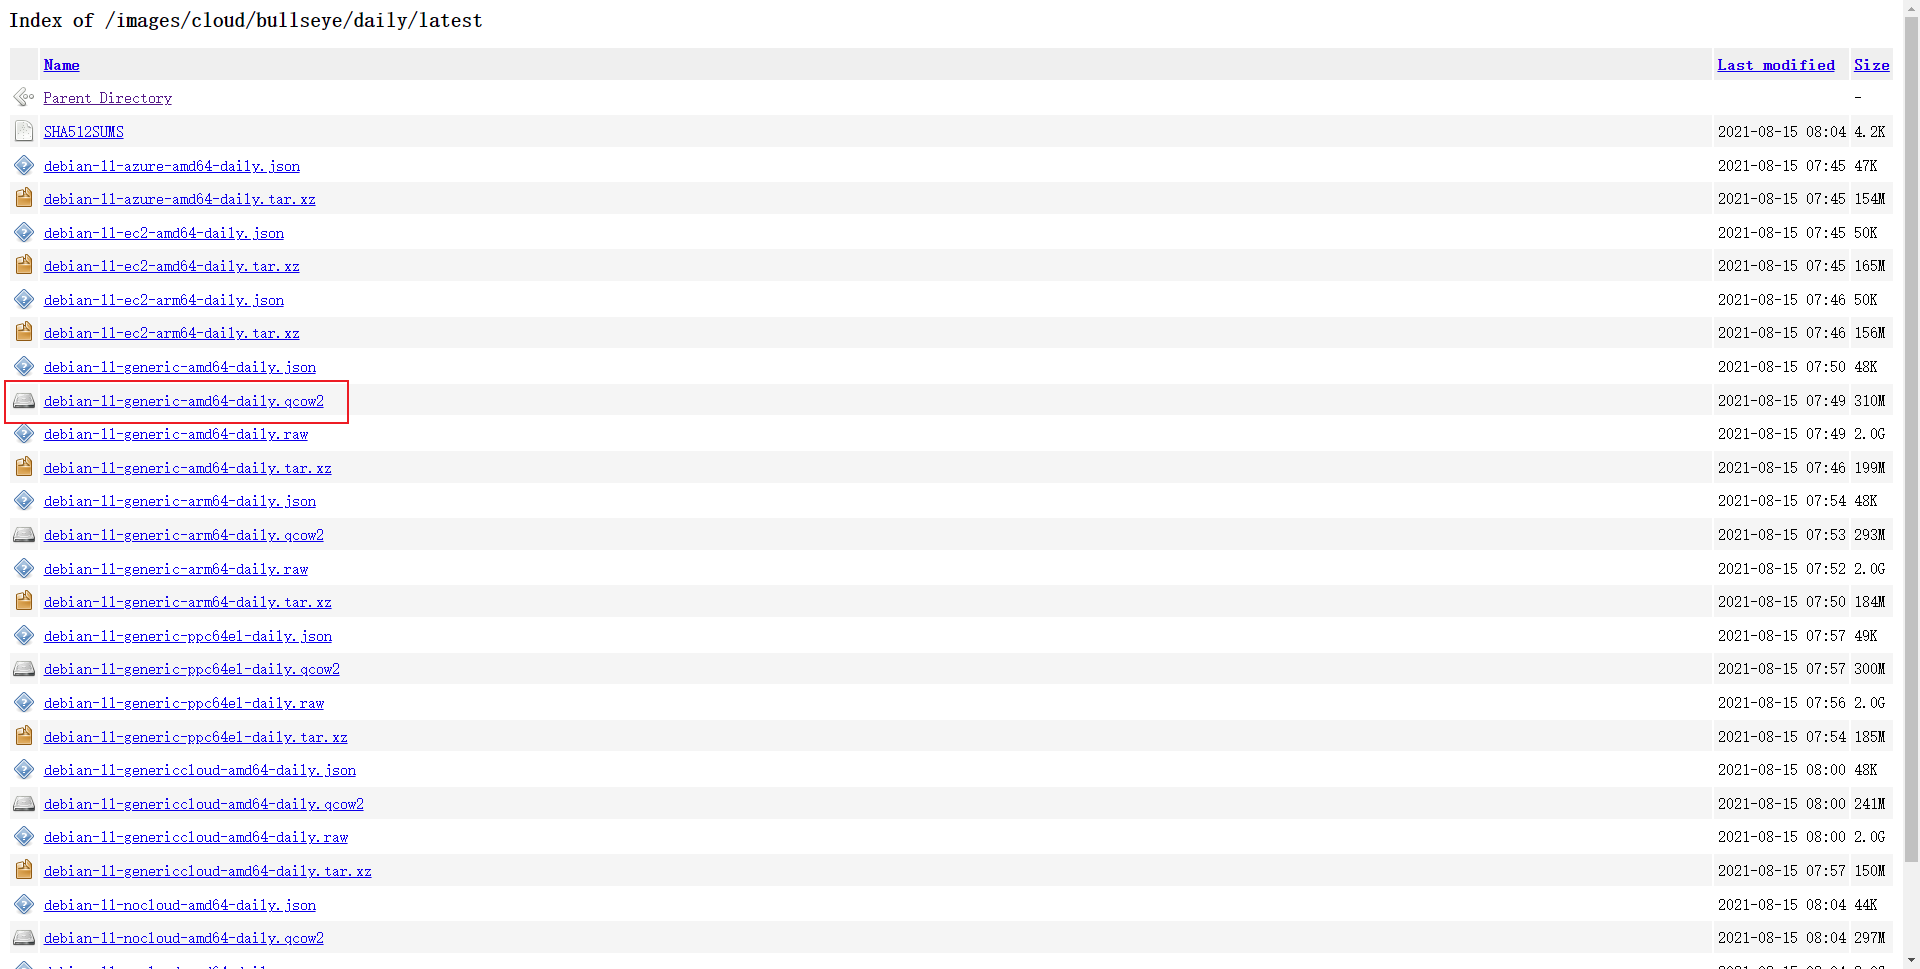 Index of /images/cloud/bullseye/daily/latest
Name Last modified Size
Parent Directory -
SHA512SUMS 2021-08-15 08:04 4.2K
debian-11-azure-amd64-daily.json 2021-08-15 07:45 47K
debian-11-azure-amd64-daily.tar.xz 2021-08-15 07:45 154M
debian-11-ec2-amd64-daily.json 2021-08-15 07:45 50K
debian-11-ec2-amd64-daily.tar.xz 2021-08-15 07:45 165M
debian-11-ec2-arm64-daily.json 2021-08-15 07:46 50K
debian-11-ec2-arm64-daily.tar.xz 2021-08-15 07:46 156M
debian-11-generic-amd64-daily.json 2021-08-15 07:50 48K
debian-11-generic-amd64-daily.qcow2 2021-08-15 07:49 310M
debian-11-generic-amd64-daily.raw 2021-08-15 07:49 2.0G
debian-11-generic-amd64-daily.tar.xz 2021-08-15 07:46 199M
debian-11-generic-arm64-daily.json 2021-08-15 07:54 48K
debian-11-generic-arm64-daily.qcow2 2021-08-15 07:53 293M
debian-11-generic-arm64-daily.raw 2021-08-15 07:52 2.0G
debian-11-generic-arm64-daily.tar.xz 2021-08-15 07:50 184M
debian-11-generic-ppc64el-daily.json 2021-08-15 07:57 49K
debian-11-generic-ppc64el-daily.qcow2 2021-08-15 07:57 300M
debian-11-generic-ppc64el-daily.raw 2021-08-15 07:56 2.0G
debian-11-generic-ppc64el-daily.tar.xz 2021-08-15 07:54 185M
debian-11-genericcloud-amd64-daily.json 2021-08-15 08:00 48K
debian-11-genericcloud-amd64-daily.qcow2 2021-08-15 08:00 241M
debian-11-genericcloud-amd64-daily.raw 2021-08-15 08:00 2.0G
debian-11-genericcloud-amd64-daily.tar.xz 2021-08-15 07:57 150M
debian-11-nocloud-amd64-daily.json 2021-08-15 08:04 44K
debian-11-nocloud-amd64-daily.qcow2 2021-08-15 08:04 297M